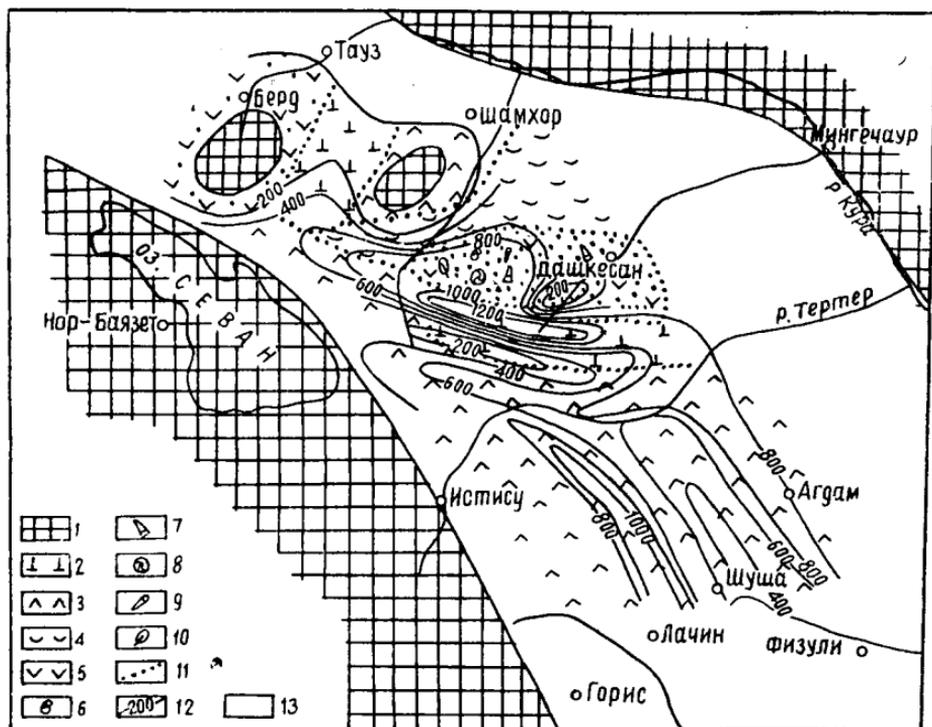 Тауз
Берд
Шамхор
Мингечаур
р. Кура
200
400
800
Дашкесан
200
600
1000
1200
оз. СЕВАН
Нор-Баязет
р. Тертер
200
400
600
800
Агдам
Истису
800
1000
600
800
400
Шуша
Лачин
Физули
Горис
1
2
3
4
5
6
7
8
9
10
11
200 12
13